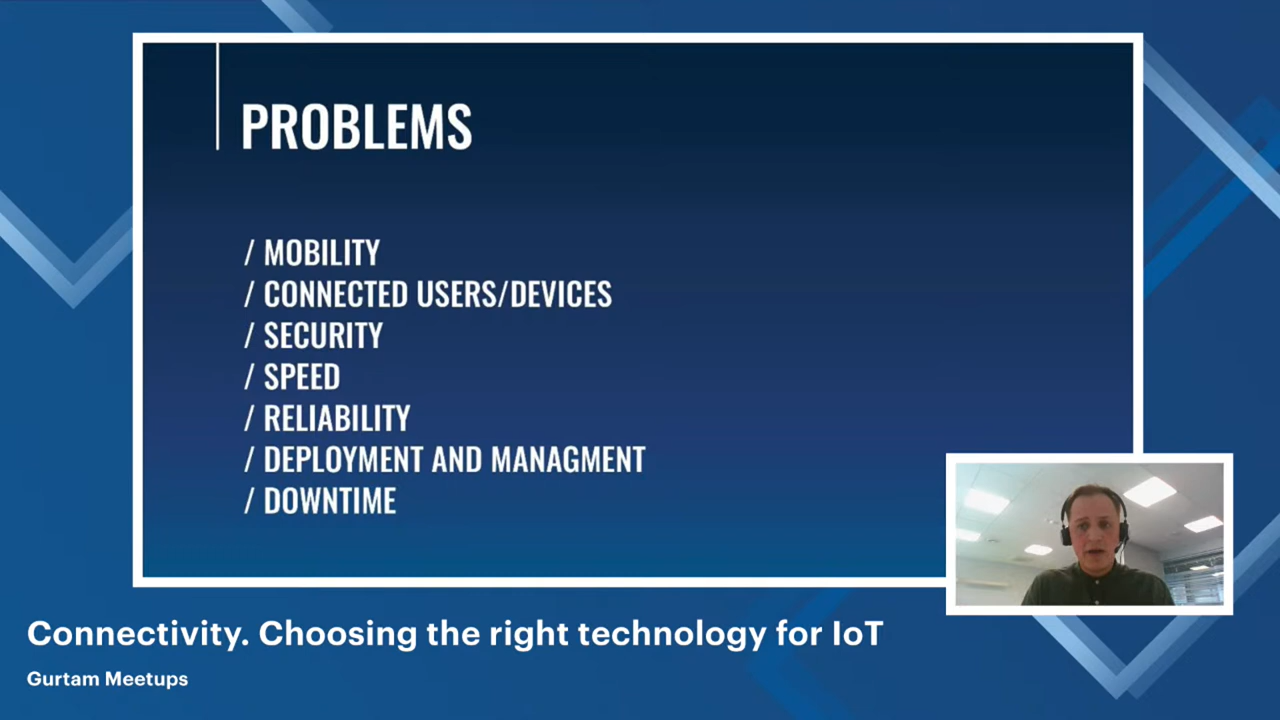 PROBLEMS
/ MOBILITY
/ CONNECTED USERS/DEVICES
/ SECURITY
/ SPEED
/ RELIABILITY
/ DEPLOYMENT AND MANAGMENT
/ DOWNTIME
Connectivity. Choosing the right technology for IoT
Gurtam Meetups